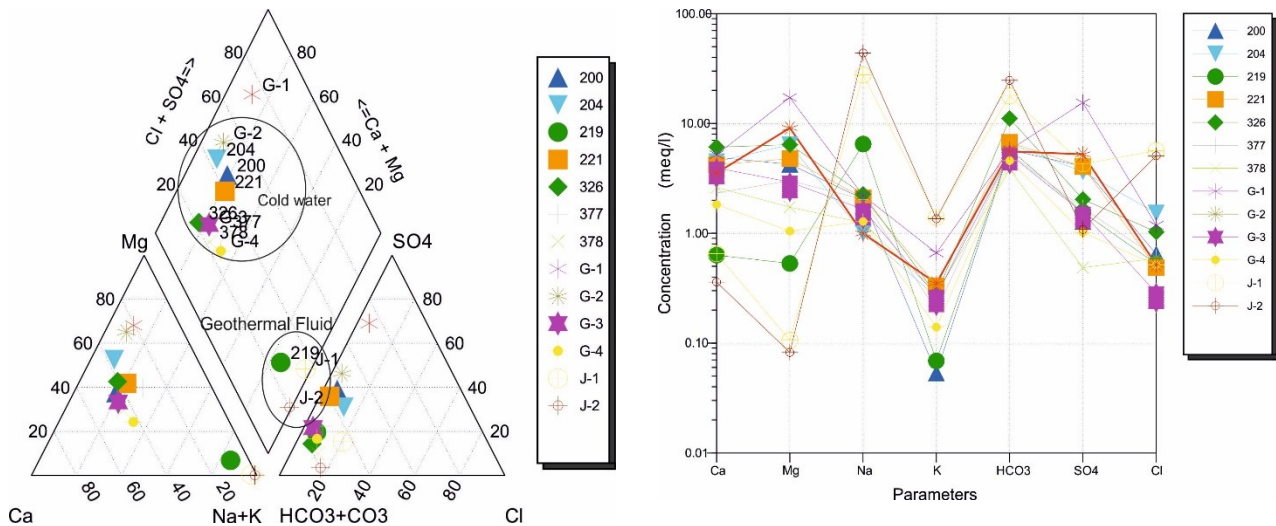 80
80
G-1
60
60
Cl + SO4=>
<=Ca + Mg
40
G-2
40
204
200
20
221
20
Cold water
326
G-3
377
378
G-4
Mg
SO4
80
80
60
60
40
40
20
20
Geothermal Fluid
219
J-1
J-2
80
60
40
20
20
40
60
80
Ca
Na+K
HCO3+CO3
Cl
200
204
219
221
326
377
378
G-1
G-2
G-3
G-4
J-1
J-2
100.00
10.00
1.00
0.10
0.01
Concentration (meq/l)
Ca
Mg
Na
K
HCO3
SO4
Cl
Parameters
200
204
219
221
326
377
378
G-1
G-2
G-3
G-4
J-1
J-2